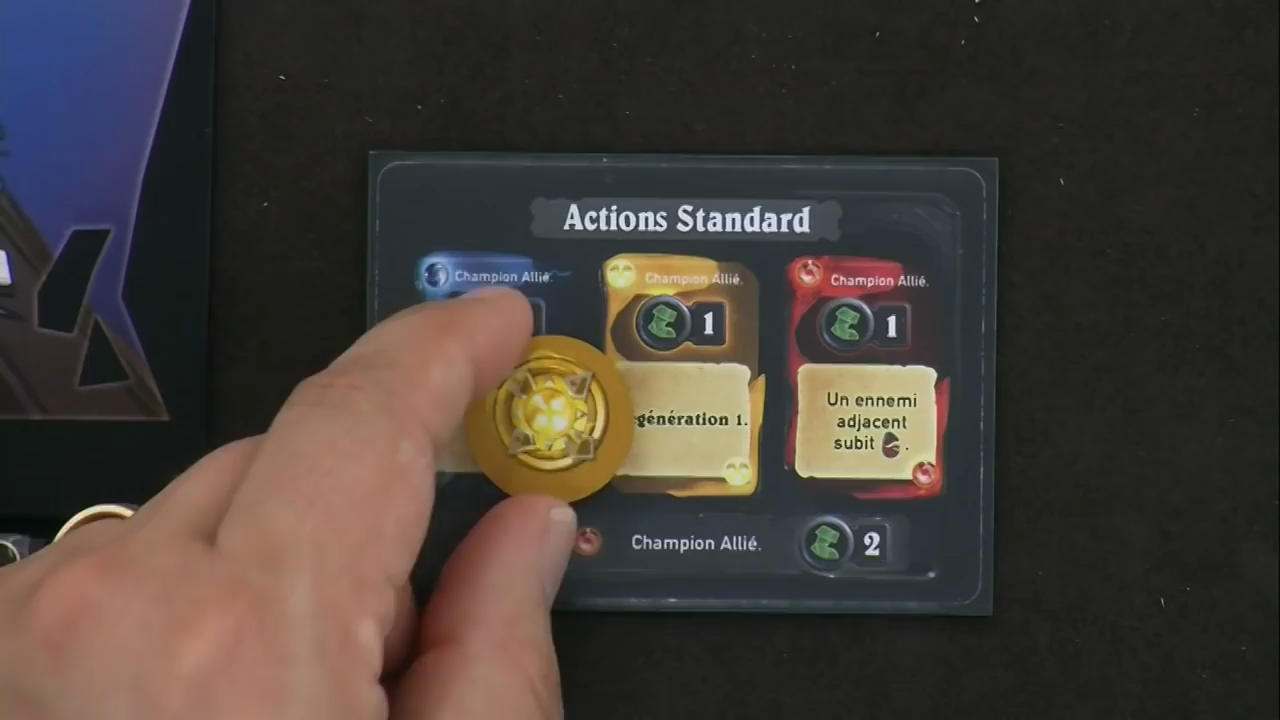 Actions Standard
Champion Allié.
Champion Allié.
1
génération 1.
Champion Allié.
1
Un ennemi
adjacent
subit .
Champion Allié.
2